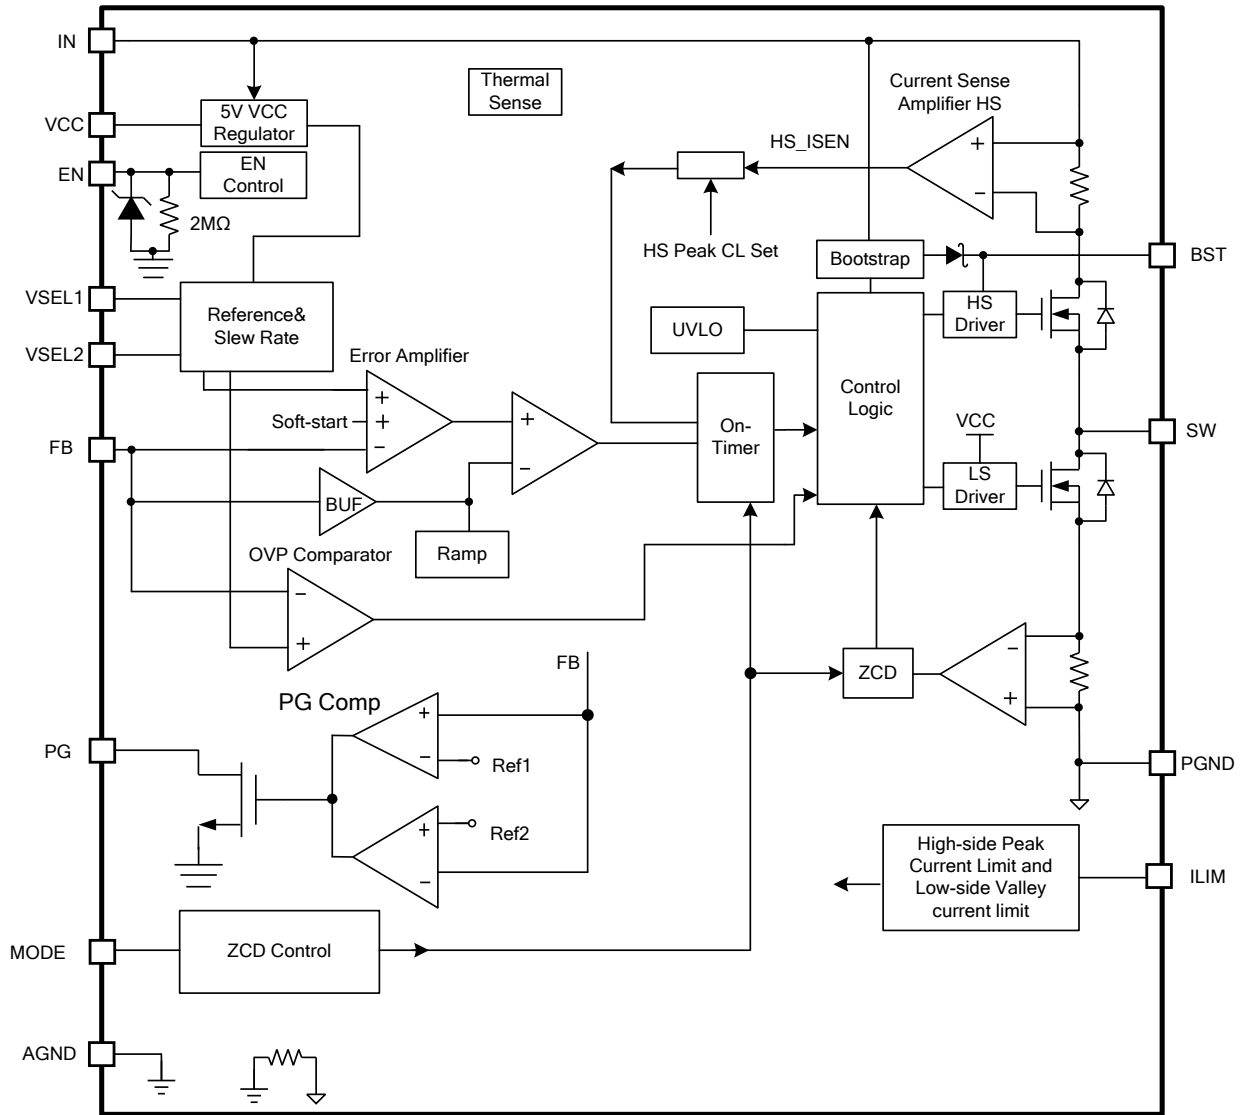 IN
Thermal
Sense
Current Sense
Amplifier HS
VCC
5V VCC
Regulator
HS_ISEN
+
−
EN
EN
Control
2MΩ
HS Peak CL Set
Bootstrap
BST
VSEL1
VSEL2
Reference&
Slew Rate
UVLO
HS
Driver
Error Amplifier
Control
Logic
+
Soft-start
+
−
+
−
On-
Timer
VCC
SW
FB
LS
Driver
BUF
Ramp
OVP Comparator
−
+
FB
ZCD
−
+
PG Comp
PG
+
−
Ref1
PGND
+
−
Ref2
High-side Peak
Current Limit and
Low-side Valley
current limit
ILIM
MODE
ZCD Control
AGND